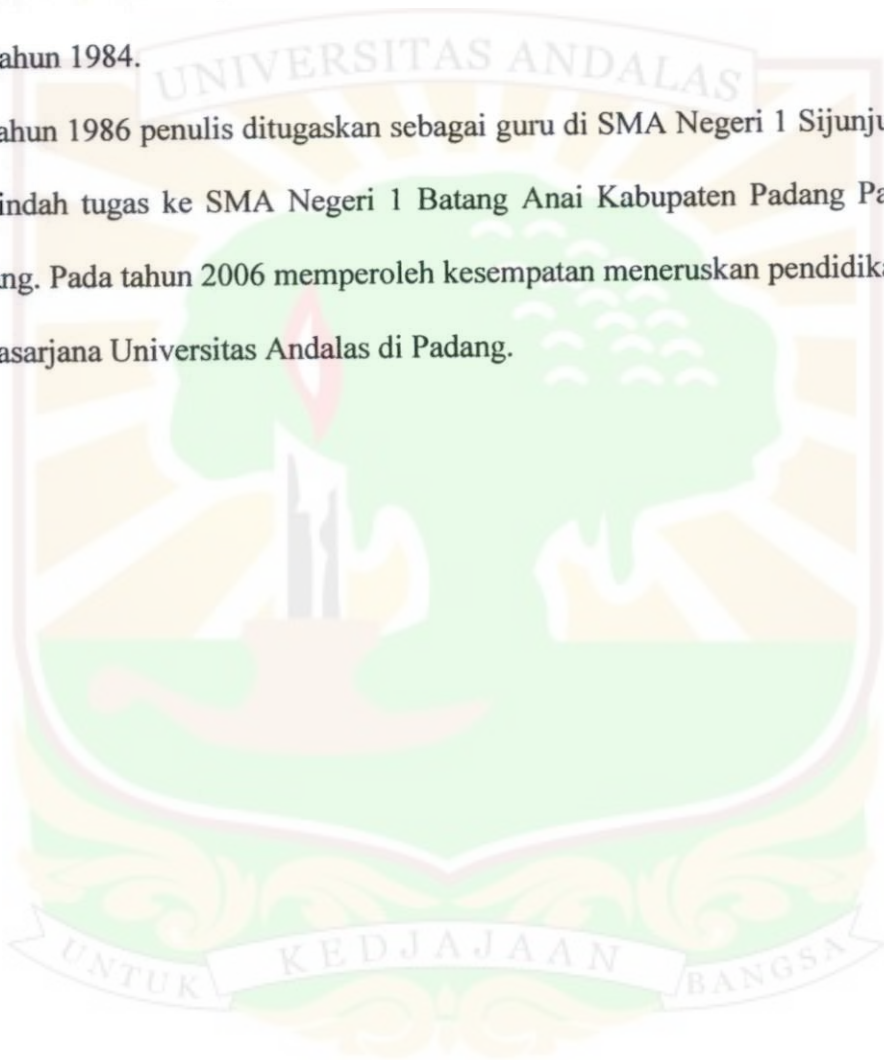 ahun 1984.
UNIVERSITAS ANDALAS
ahun 1986 penulis ditugaskan sebagai guru di SMA Negeri 1 Sijunju
indah tugas ke SMA Negeri 1 Batang Anai Kabupaten Padang Pa
ng. Pada tahun 2006 memperoleh kesempatan meneruskan pendidika
asarjana Universitas Andalas di Padang.
UNTUK KEDJAJAAN BANGSA